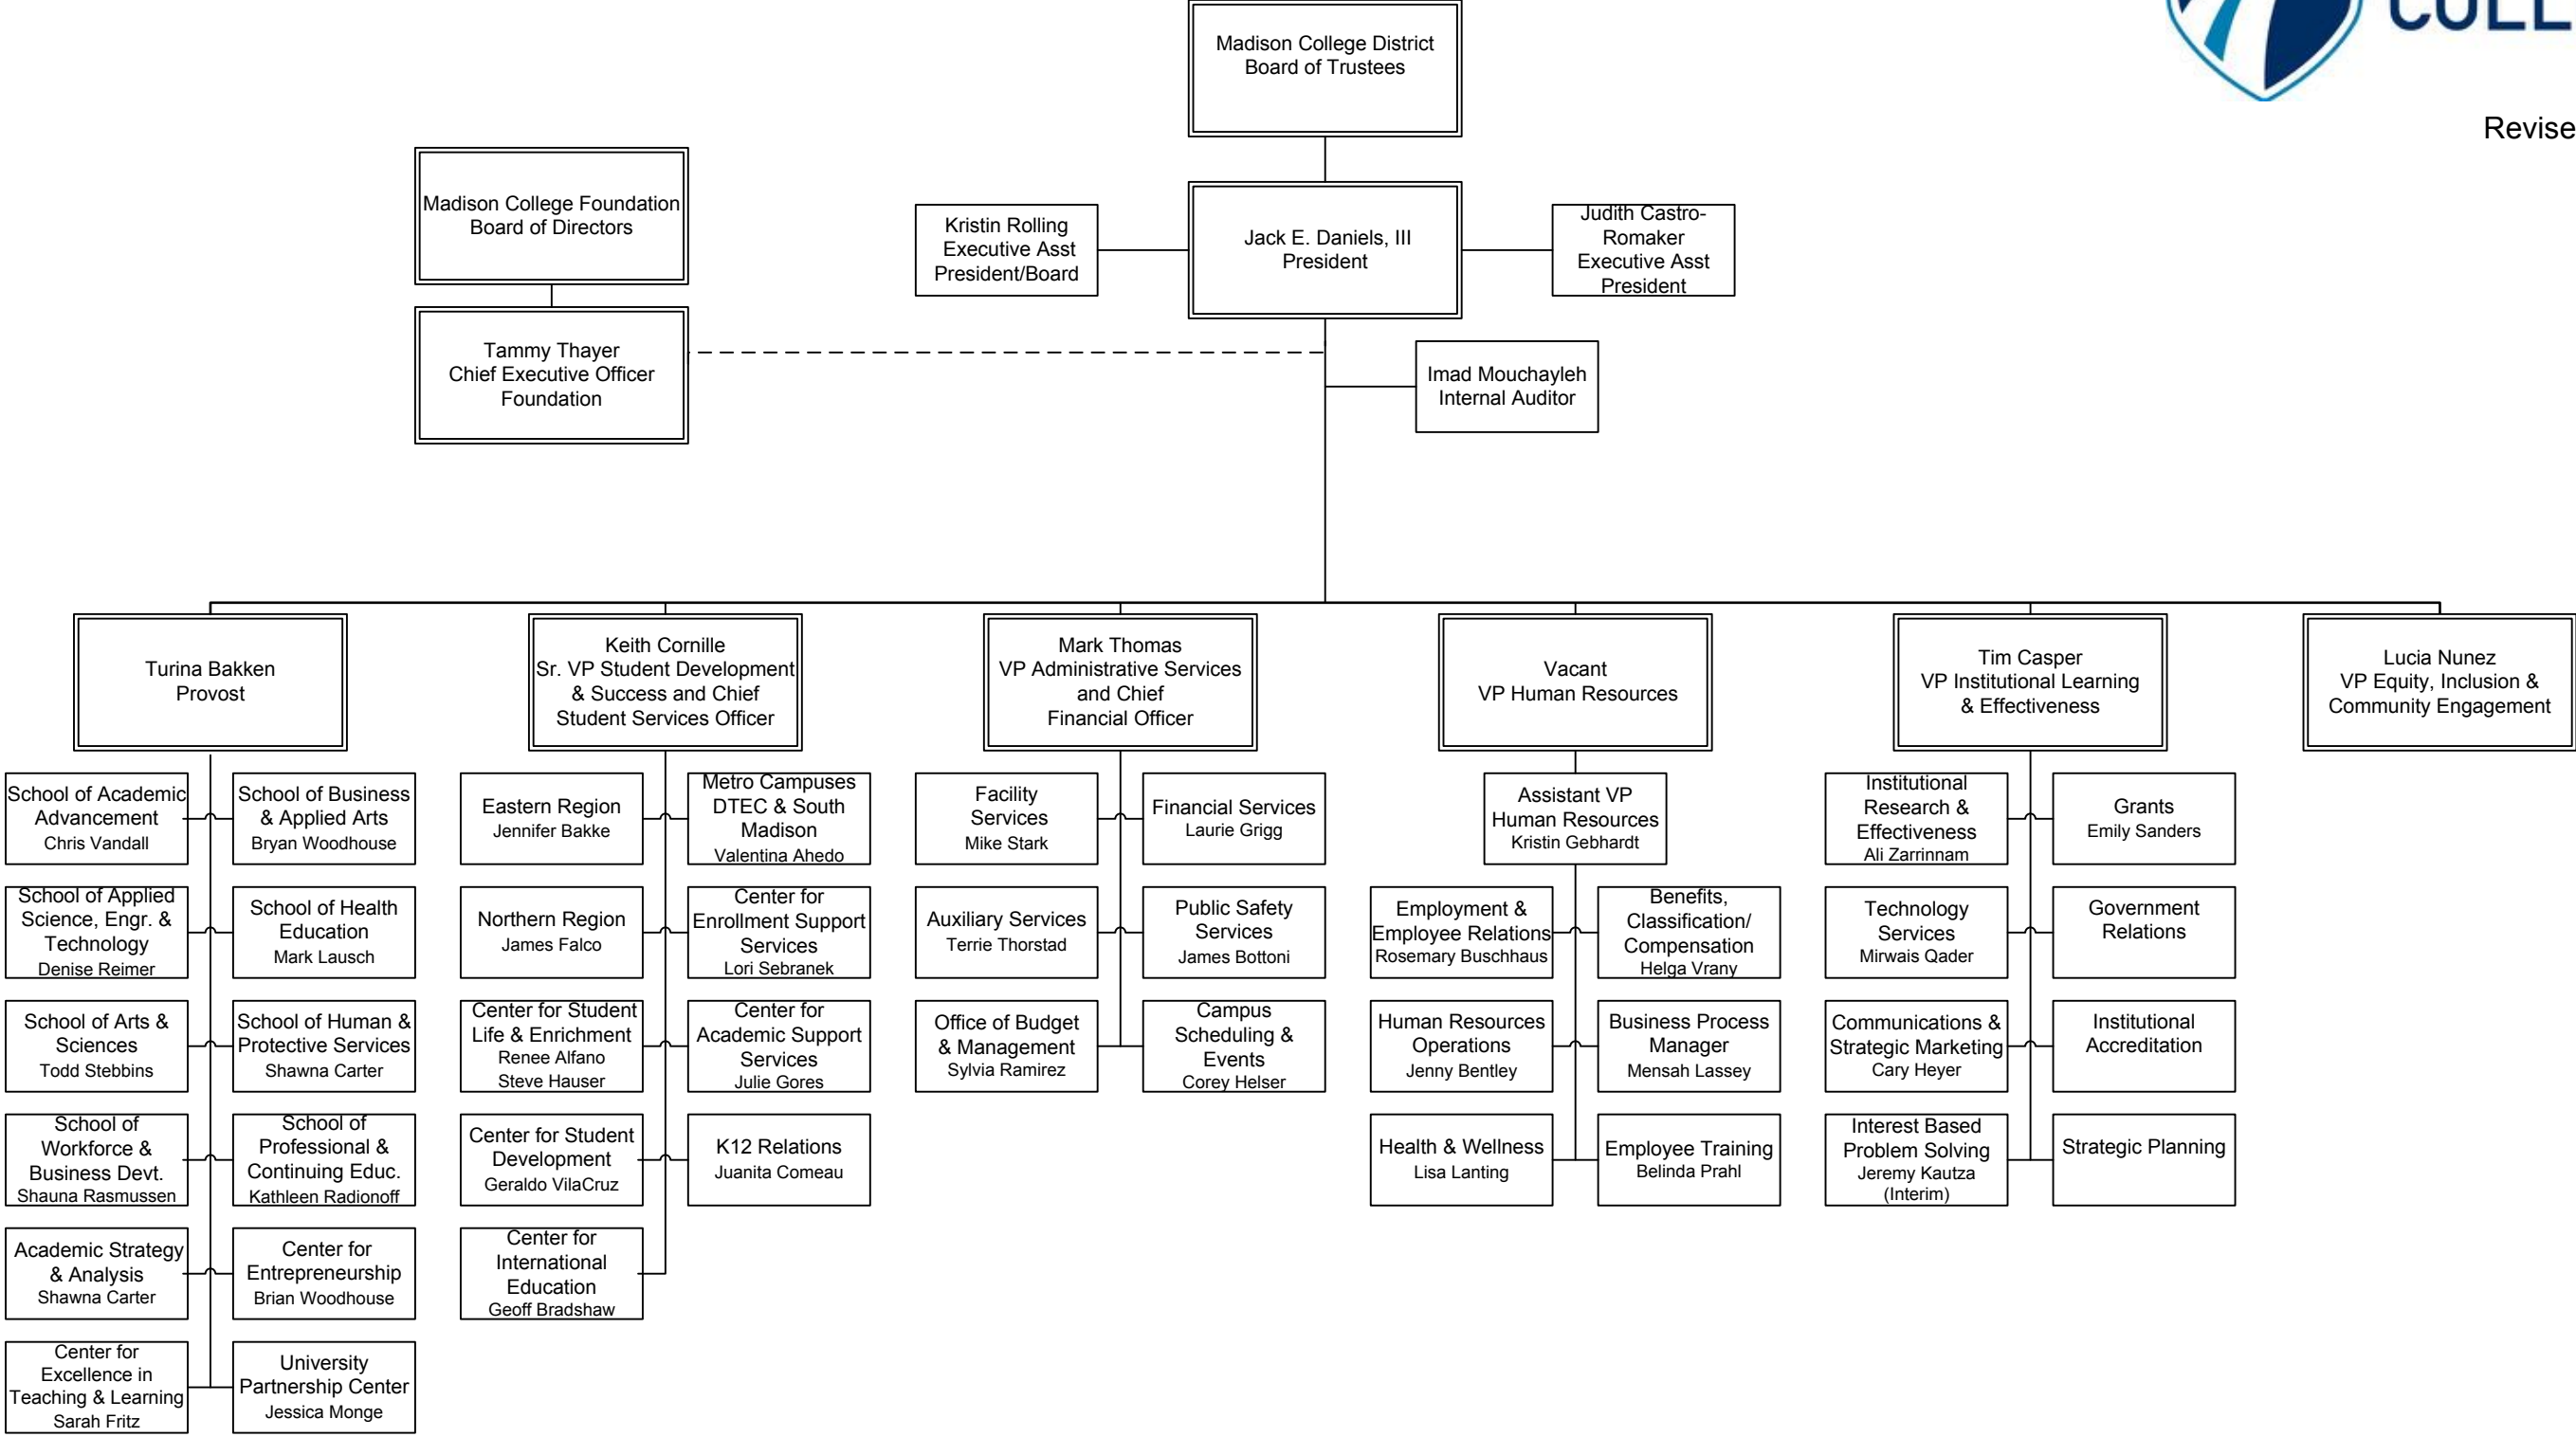 COLL
Revise
Madison College District
Board of Trustees
Madison College Foundation
Board of Directors
Kristin Rolling
Executive Asst
President/Board
Jack E. Daniels, III
President
Judith Castro-
Romaker
Executive Asst
President
Tammy Thayer
Chief Executive Officer
Foundation
Imad Mouchayleh
Internal Auditor
Turina Bakken
Provost
Keith Cornille
Sr. VP Student Development
& Success and Chief
Student Services Officer
Mark Thomas
VP Administrative Services
and Chief
Financial Officer
Vacant
VP Human Resources
Tim Casper
VP Institutional Learning
& Effectiveness
Lucia Nunez
VP Equity, Inclusion &
Community Engagement
School of Academic
Advancement
Chris Vandall
School of Business
& Applied Arts
Bryan Woodhouse
School of Applied
Science, Engr. &
Technology
Denise Reimer
School of Health
Education
Mark Lausch
School of Arts &
Sciences
Todd Stebbins
School of Human &
Protective Services
Shawna Carter
School of
Workforce &
Business Devt.
Shauna Rasmussen
School of
Professional &
Continuing Educ.
Kathleen Radionoff
Academic Strategy
& Analysis
Shawna Carter
Center for
Entrepreneurship
Brian Woodhouse
Center for
Excellence in
Teaching & Learning
Sarah Fritz
University
Partnership Center
Jessica Monge
Eastern Region
Jennifer Bakke
Metro Campuses
DTEC & South
Madison
Valentina Ahedo
Northern Region
James Falco
Center for
Enrollment Support
Services
Lori Sebranek
Center for Student
Life & Enrichment
Renee Alfano
Steve Hauser
Center for
Academic Support
Services
Julie Gores
Center for Student
Development
Geraldo VilaCruz
K12 Relations
Juanita Comeau
Center for
International
Education
Geoff Bradshaw
Facility
Services
Mike Stark
Financial Services
Laurie Grigg
Auxiliary Services
Terrie Thorstad
Public Safety
Services
James Bottoni
Office of Budget
& Management
Sylvia Ramirez
Campus
Scheduling &
Events
Corey Helser
Assistant VP
Human Resources
Kristin Gebhardt
Employment &
Employee Relations
Rosemary Buschhaus
Benefits,
Classification/
Compensation
Helga Vrany
Human Resources
Operations
Jenny Bentley
Business Process
Manager
Mensah Lassey
Health & Wellness
Lisa Lanting
Employee Training
Belinda Prahl
Institutional
Research &
Effectiveness
Ali Zarrinnam
Grants
Emily Sanders
Technology
Services
Mirwais Qader
Government
Relations
Communications &
Strategic Marketing
Cary Heyer
Institutional
Accreditation
Interest Based
Problem Solving
Jeremy Kautza
(Interim)
Strategic Planning